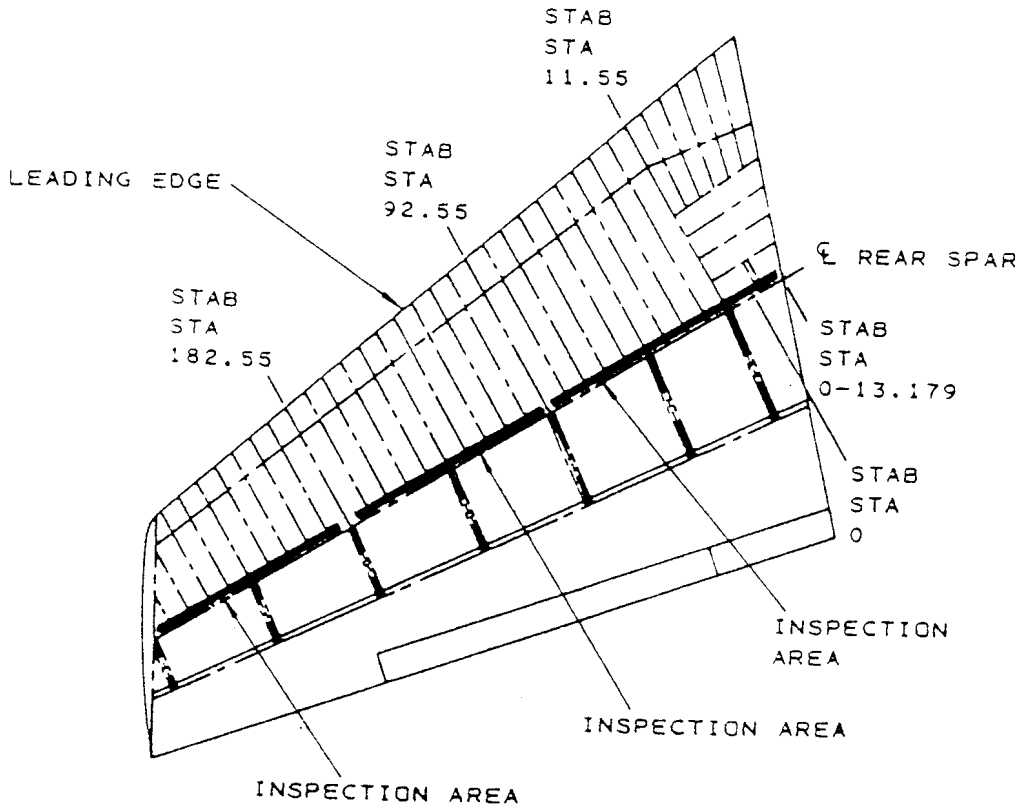 STAB
STA
11.55
STAB
STA
92.55
LEADING EDGE
℄ REAR SPAR
STAB
STA
182.55
STAB
STA
0-13.179
STAB
STA
0
INSPECTION
AREA
INSPECTION AREA
INSPECTION AREA